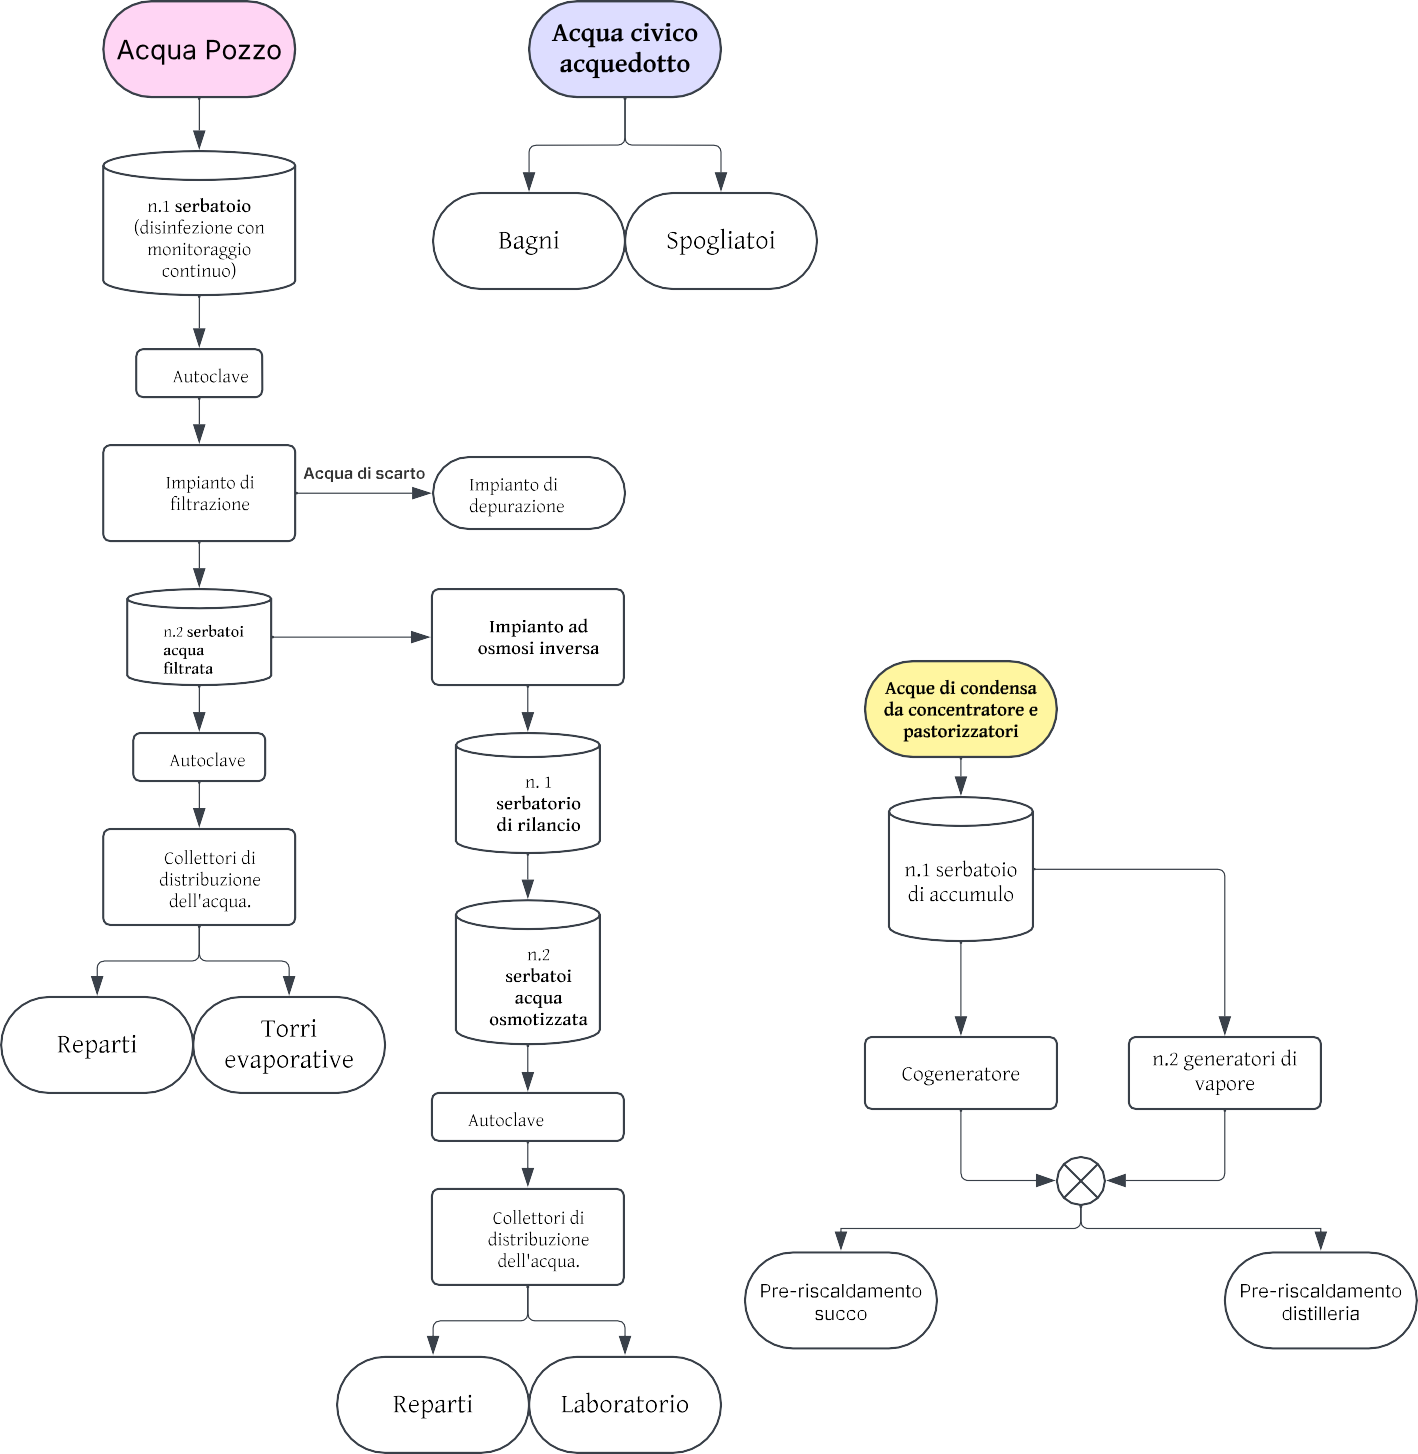 Acqua Pozzo
Acqua civico
acquedotto
n.1 serbatoio
(disinfezione con
monitoraggio
continuo)
Bagni
Spogliatoi
Autoclave
Impianto di
filtrazione
Acqua di scarto
Impianto di
depurazione
n.2 serbatoi
acqua
filtrata
Impianto ad
osmosi inversa
Autoclave
n. 1
serbatorio
di rilancio
Collettori di
distribuzione
dell'acqua.
n.2
serbatoi
acqua
osmotizzata
Reparti
Torri
evaporative
Autoclave
Collettori di
distribuzione
dell'acqua.
Reparti
Laboratorio
Acque di condensa
da concentratore e
pastorizzatori
n.1 serbatoio
di accumulo
Cogeneratore
n.2 generatori di
vapore
Pre-riscaldamento
succo
Pre-riscaldamento
distilleria